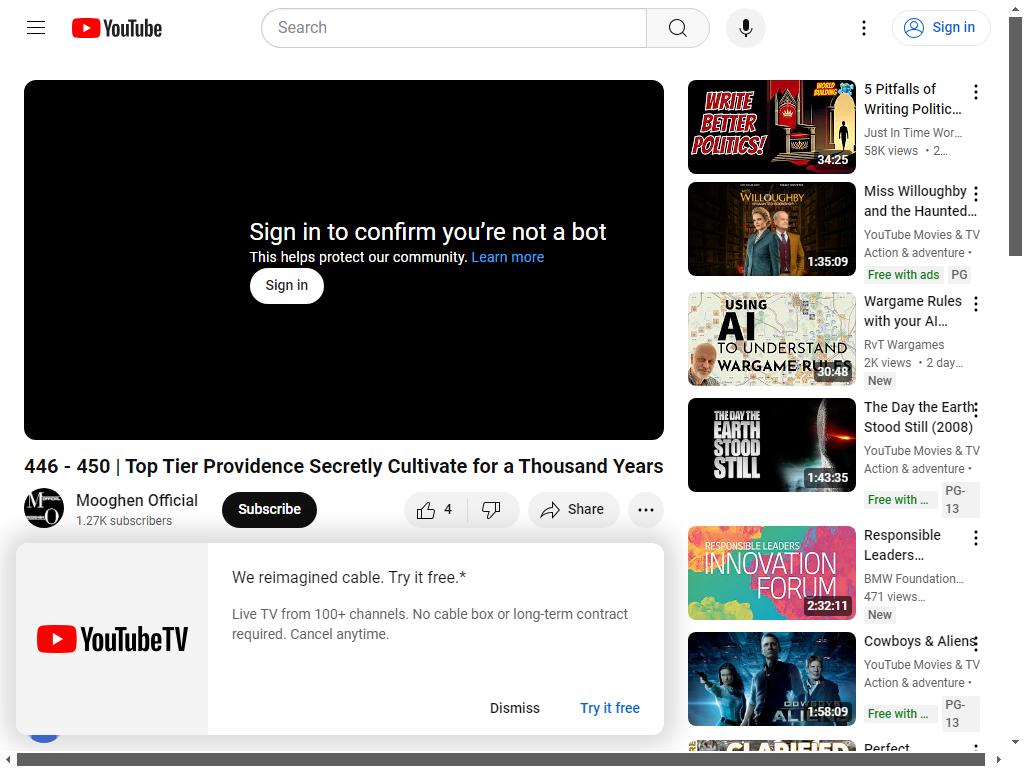 YouTube
Search
Sign in
Sign in to confirm you’re not a bot
This helps protect our community. Learn more
Sign in
446 - 450 | Top Tier Providence Secretly Cultivate for a Thousand Years
Mooghen Official
1.27K subscribers
Subscribe
4
Share
We reimagined cable. Try it free.*
Live TV from 100+ channels. No cable box or long-term contract
required. Cancel anytime.
YouTubeTV
Dismiss
Try it free
WORLD
BUILDING
WRITE
BETTER
POLITICS!
34:25
5 Pitfalls of
Writing Politic…
Just In Time Wor…
58K views • 2…
WILLOUGHBY
1:35:09
Miss Willoughby
and the Haunted…
YouTube Movies & TV
Action & adventure •
Free with ads
PG
USING
AI
TO UNDERSTAND
WARGAME RULES
30:48
Wargame Rules
with your AI…
RvT Wargames
2K views • 2 day…
New
THE DAY THE
EARTH
STOOD
STILL
1:43:35
The Day the Earth
Stood Still (2008)
YouTube Movies & TV
Action & adventure •
Free with ...
PG-
13
RESPONSIBLE LEADERS
INNOVATION
FORUM
2:32:11
Responsible
Leaders…
BMW Foundation…
471 views…
New
COWBOYS
ALIENS
1:58:09
Cowboys & Aliens
YouTube Movies & TV
Action & adventure •
Free with ...
PG-
13
CLARIFIED
Perfect